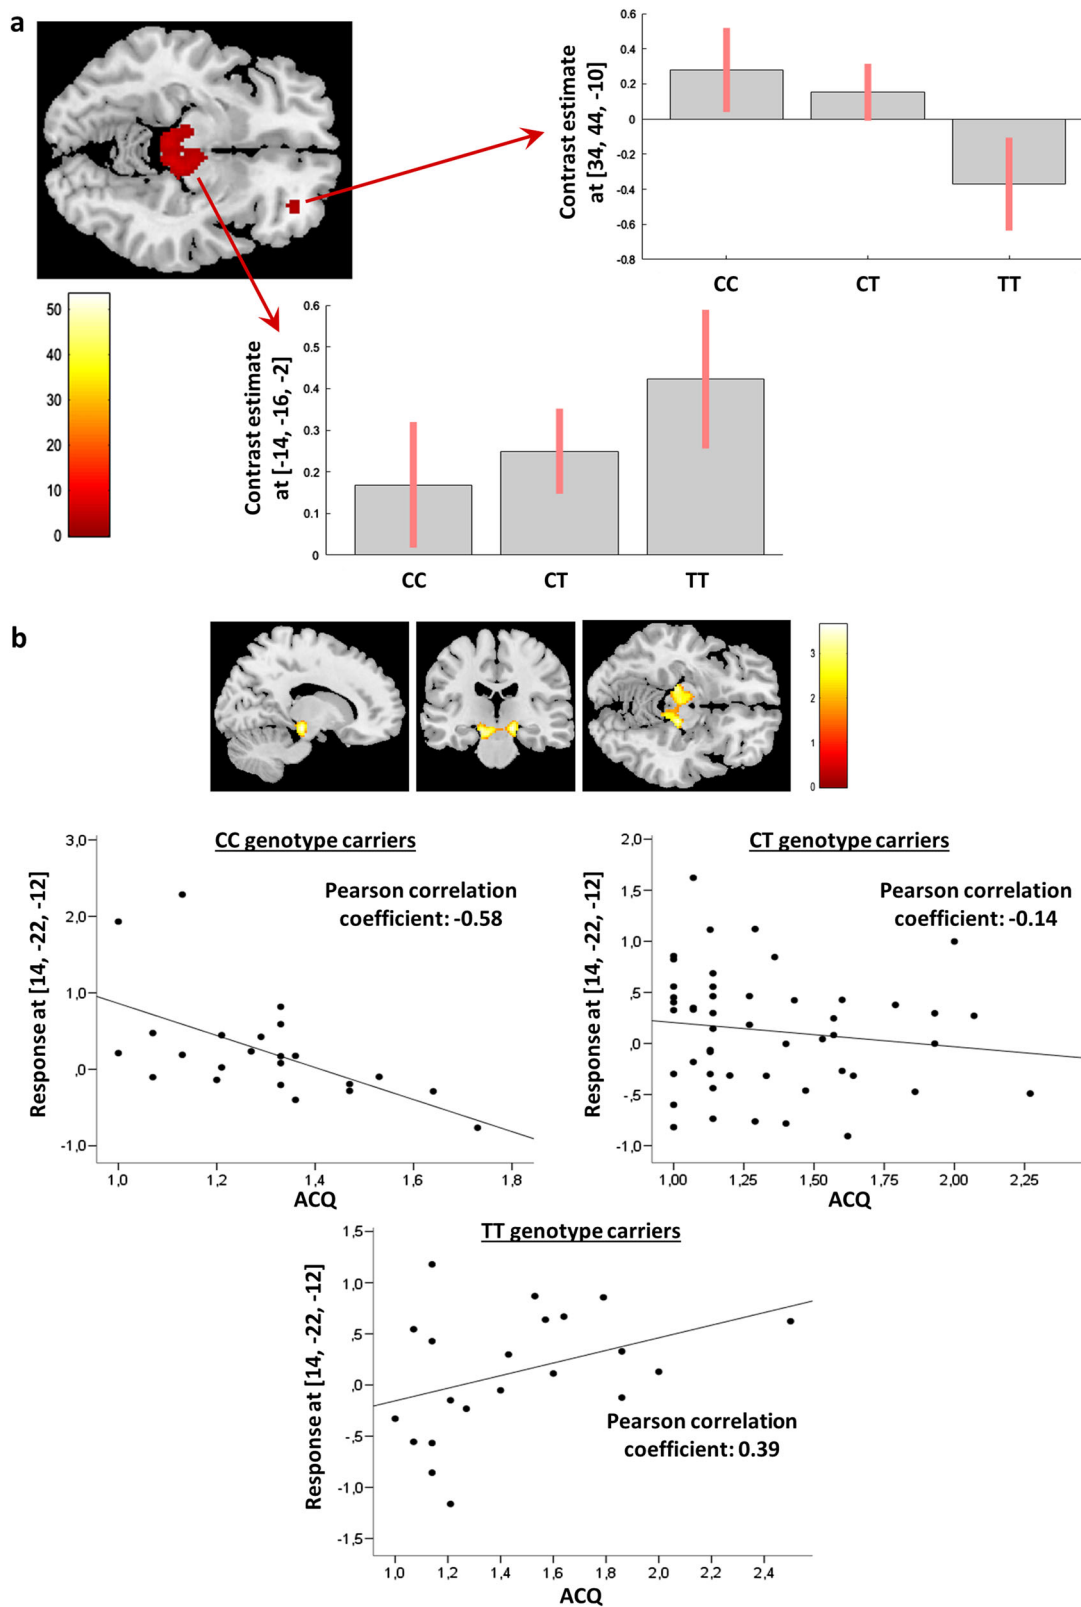 a
0.6
0.4
0.2
0
-0.2
-0.4
-0.6
-0.8
Contrast estimate
at [34, 44, -10]
CC CT TT
50
40
30
20
10
0
0.6
0.5
0.4
0.3
0.2
0.1
0
Contrast estimate
at [-14, -16, -2]
CC CT TT
b
3
2
1
0
CC genotype carriers
Pearson correlation
coefficient: -0.58
3,0
2,0
1,0
,0
-1,0
Response at [14, -22, -12]
1,0 1,2 1,4 1,6 1,8
ACQ
CT genotype carriers
Pearson correlation
coefficient: -0.14
2,0
1,5
1,0
,5
,0
-,5
-1,0
Response at [14, -22, -12]
1,00 1,25 1,50 1,75 2,00 2,25
ACQ
TT genotype carriers
1,5
1,0
,5
,0
-,5
-1,0
-1,5
Response at [14, -22, -12]
Pearson correlation
coefficient: 0.39
1,0 1,2 1,4 1,6 1,8 2,0 2,2 2,4
ACQ